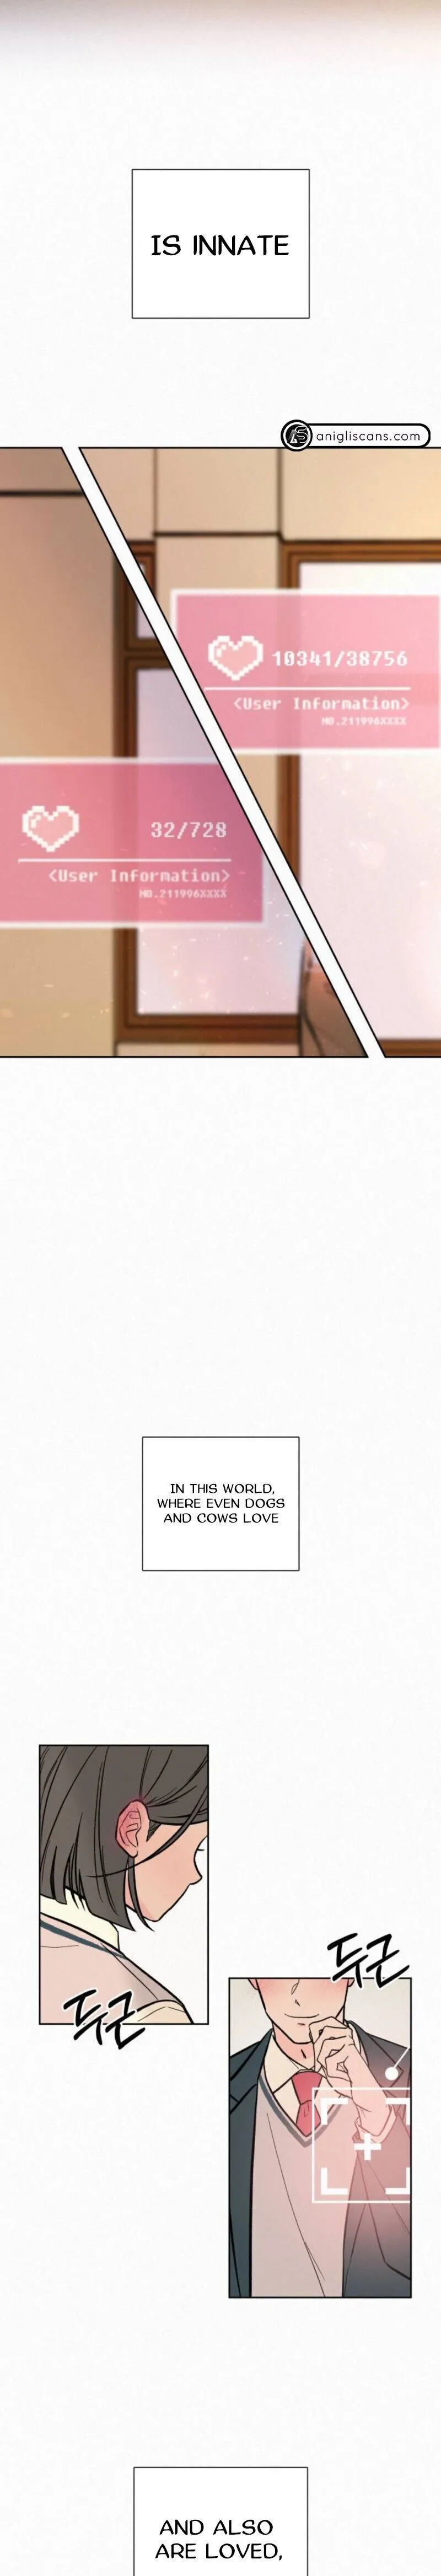 IS INNATE
anigliscans.com
10341/38756
<User Information>
NO.211996XXXX
32/728
<User Information>
NO.211996XXXX
IN THIS WORLD,
WHERE EVEN DOGS
AND COWS LOVE
두근
두근
AND ALSO
ARE LOVED,